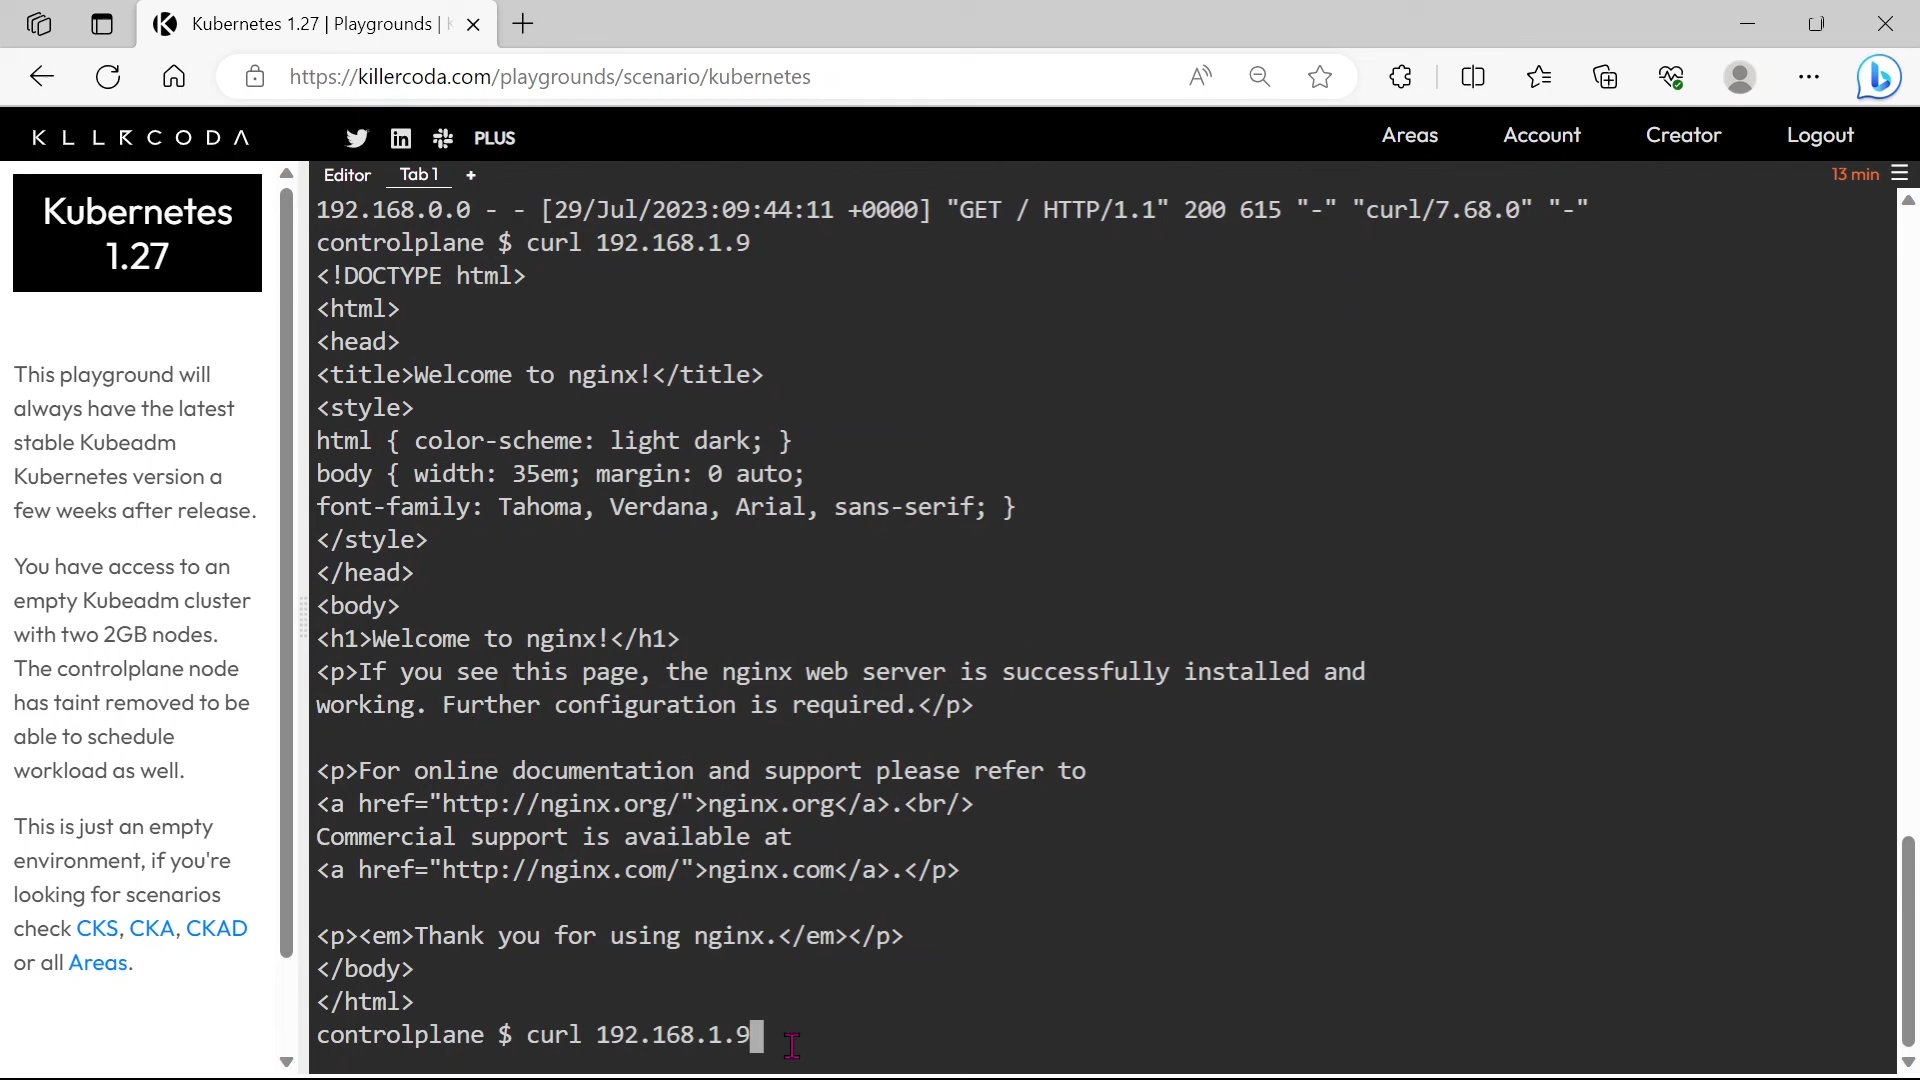 Kubernetes 1.27 | Playgrounds |
https://killercoda.com/playgrounds/scenario/kubernetes
KLLRCODA
PLUS
Areas
Account
Creator
Logout
Kubernetes
1.27
This playground will
always have the latest
stable Kubeadm
Kubernetes version a
few weeks after release.
You have access to an
empty Kubeadm cluster
with two 2GB nodes.
The controlplane node
has taint removed to be
able to schedule
workload as well.
This is just an empty
environment, if you're
looking for scenarios
check CKS, CKA, CKAD
or all Areas.
Editor
Tab 1
+
13 min
192.168.0.0 - - [29/Jul/2023:09:44:11 +0000] "GET / HTTP/1.1" 200 615 "-" "curl/7.68.0" "-"
controlplane $ curl 192.168.1.9
<!DOCTYPE html>
<html>
<head>
<title>Welcome to nginx!</title>
<style>
html { color-scheme: light dark; }
body { width: 35em; margin: 0 auto;
font-family: Tahoma, Verdana, Arial, sans-serif; }
</style>
</head>
<body>
<h1>Welcome to nginx!</h1>
<p>If you see this page, the nginx web server is successfully installed and
working. Further configuration is required.</p>
<p>For online documentation and support please refer to
<a href="http://nginx.org/">nginx.org</a>.<br/>
Commercial support is available at
<a href="http://nginx.com/">nginx.com</a>.</p>
<p><em>Thank you for using nginx.</em></p>
</body>
</html>
controlplane $ curl 192.168.1.9